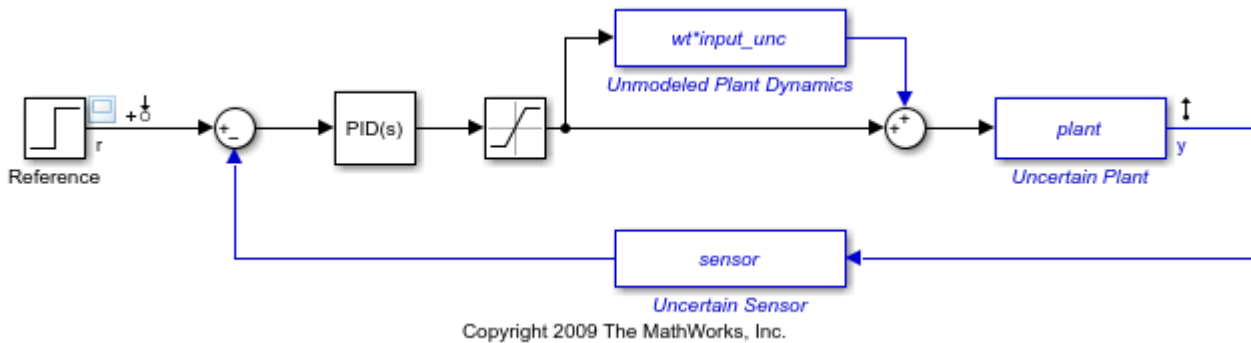 wt*input_unc
Unmodeled Plant Dynamics
r
Reference
PID(s)
plant
y
Uncertain Plant
sensor
Uncertain Sensor
Copyright 2009 The MathWorks, Inc.